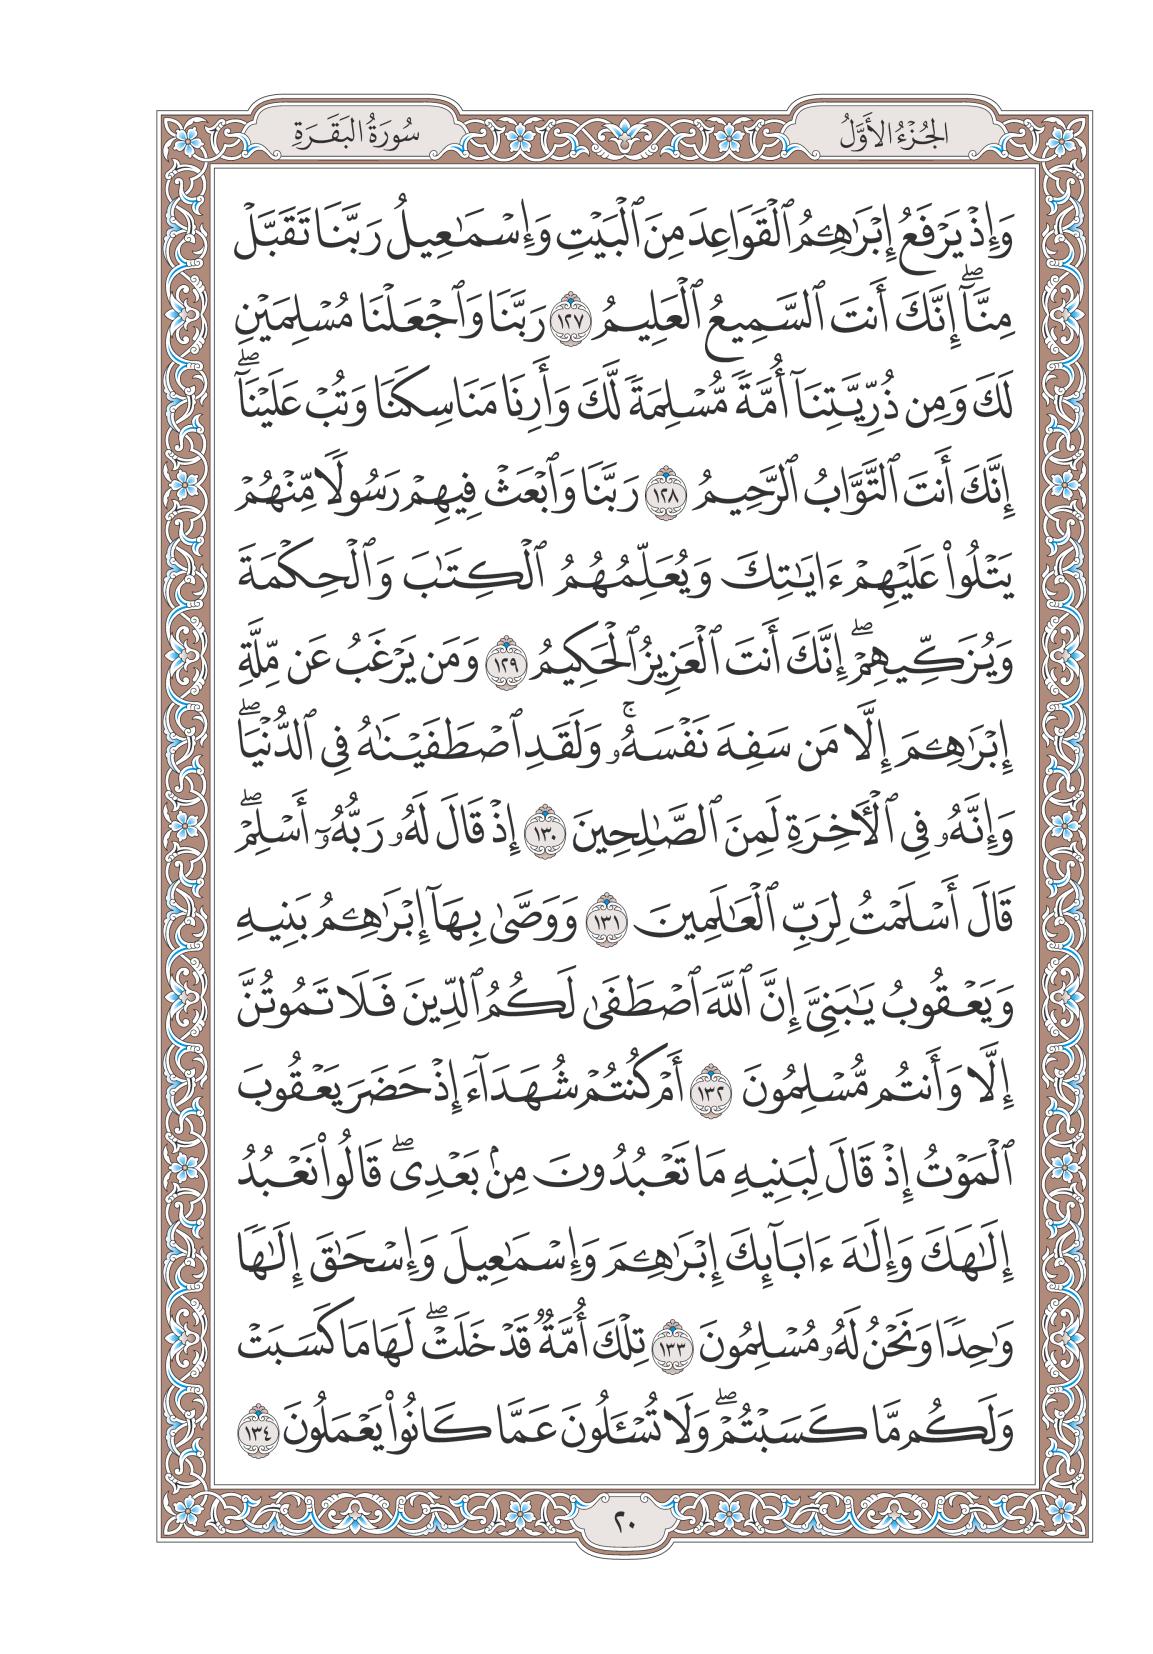 الجُزْءُ الأَوَّلُ
سُورَةُ البَقَرَةِ
وَإِذْ يَرْفَعُ إِبْرَٰهِـۧمُ ٱلْقَوَاعِدَ مِنَ ٱلْبَيْتِ وَإِسْمَٰعِيلُ رَبَّنَا تَقَبَّلْ
مِنَّآۖ إِنَّكَ أَنتَ ٱلسَّمِيعُ ٱلْعَلِيمُ ١٢٧ رَبَّنَا وَٱجْعَلْنَا مُسْلِمَيْنِ
لَكَ وَمِن ذُرِّيَّتِنَآ أُمَّةً مُّسْلِمَةً لَّكَ وَأَرِنَا مَنَاسِكَنَا وَتُبْ عَلَيْنَآۖ
إِنَّكَ أَنتَ ٱلتَّوَّابُ ٱلرَّحِيمُ ١٢٨ رَبَّنَا وَٱبْعَثْ فِيهِمْ رَسُولًا مِّنْهُمْ
يَتْلُوا۟ عَلَيْهِمْ ءَايَٰتِكَ وَيُعَلِّمُهُمُ ٱلْكِتَٰبَ وَٱلْحِكْمَةَ
وَيُزَكِّيهِمْۖ إِنَّكَ أَنتَ ٱلْعَزِيزُ ٱلْحَكِيمُ ١٢٩ وَمَن يَرْغَبُ عَن مِّلَّةِ
إِبْرَٰهِـۧمَ إِلَّا مَن سَفِهَ نَفْسَهُۥۚ وَلَقَدِ ٱصْطَفَيْنَٰهُ فِى ٱلدُّنْيَاۖ
وَإِنَّهُۥ فِى ٱلْأَخِرَةِ لَمِنَ ٱلصَّٰلِحِينَ ١٣٠ إِذْ قَالَ لَهُۥ رَبُّهُۥٓ أَسْلِمْۖ
قَالَ أَسْلَمْتُ لِرَبِّ ٱلْعَٰلَمِينَ ١٣١ وَوَصَّىٰ بِهَآ إِبْرَٰهِـۧمُ بَنِيهِ
وَيَعْقُوبُ يَٰبَنِىَّ إِنَّ ٱللَّهَ ٱصْطَفَىٰ لَكُمُ ٱلدِّينَ فَلَا تَمُوتُنَّ
إِلَّا وَأَنتُم مُّسْلِمُونَ ١٣٢ أَمْ كُنتُمْ شُهَدَآءَ إِذْ حَضَرَ يَعْقُوبَ
ٱلْمَوْتُ إِذْ قَالَ لِبَنِيهِ مَا تَعْبُدُونَ مِنۢ بَعْدِىۖ قَالُوا۟ نَعْبُدُ
إِلَٰهَكَ وَإِلَٰهَ ءَابَآئِكَ إِبْرَٰهِـۧمَ وَإِسْمَٰعِيلَ وَإِسْحَٰقَ إِلَٰهًا
وَٰحِدًا وَنَحْنُ لَهُۥ مُسْلِمُونَ ١٣٣ تِلْكَ أُمَّةٌ قَدْ خَلَتْۖ لَهَا مَا كَسَبَتْ
وَلَكُم مَّا كَسَبْتُمْۖ وَلَا تُسْـَٔلُونَ عَمَّا كَانُوا۟ يَعْمَلُونَ ١٣٤
٢٠